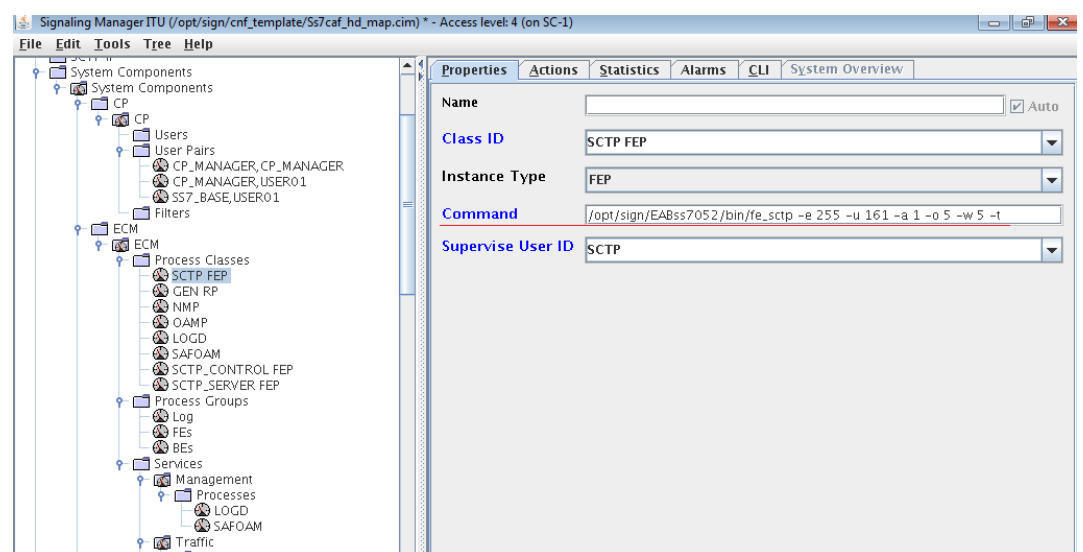 Signaling Manager ITU (/opt/sign/cnf_template/Ss7caf_hd_map.cim) * - Access level: 4 (on SC-1)
File Edit Tools Tree Help
System Components
System Components
CP
CP
Users
User Pairs
CP_MANAGER,CP_MANAGER
CP_MANAGER,USER01
SS7_BASE,USER01
Filters
ECM
ECM
Process Classes
SCTP FEP
GEN RP
NMP
OAMP
LOGD
SAFOAM
SCTP_CONTROL FEP
SCTP_SERVER FEP
Process Groups
Log
FEs
BEs
Services
Management
Processes
LOGD
SAFOAM
Traffic
Properties Actions Statistics Alarms CLI System Overview
Name Auto
Class ID SCTP FEP
Instance Type FEP
Command /opt/sign/EABss7052/bin/fe_sctp -e 255 -u 161 -a 1 -o 5 -w 5 -t
Supervise User ID SCTP